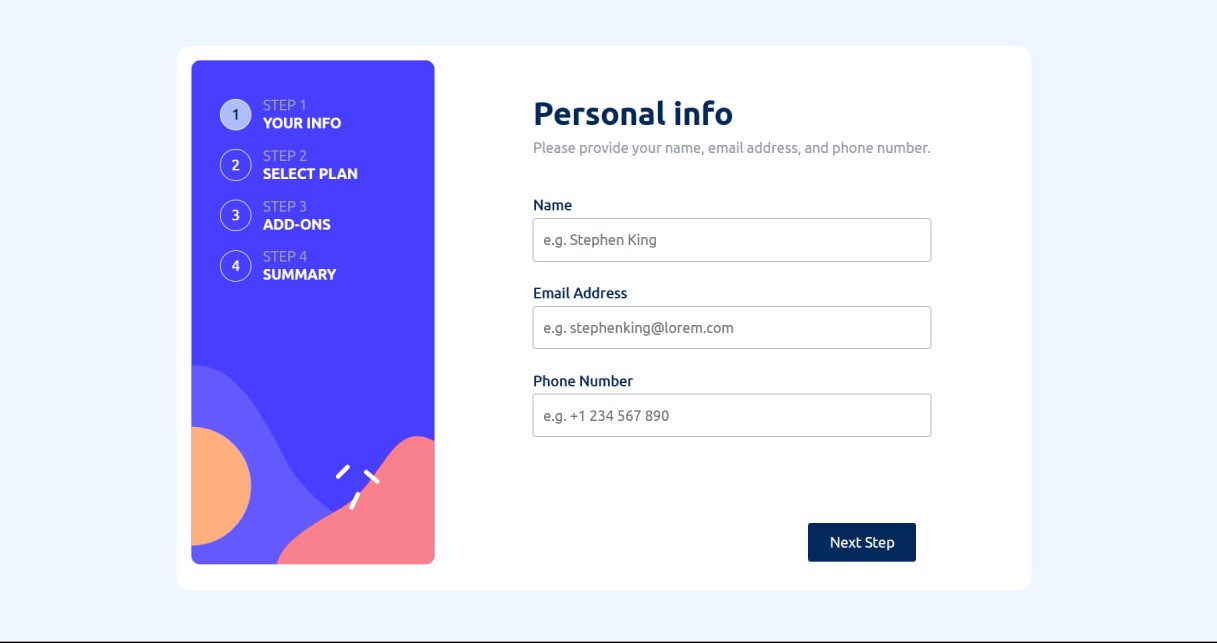 1
STEP 1
YOUR INFO
2
STEP 2
SELECT PLAN
3
STEP 3
ADD-ONS
4
STEP 4
SUMMARY
Personal info
Please provide your name, email address, and phone number.
Name
e.g. Stephen King
Email Address
e.g. stephenking@lorem.com
Phone Number
e.g. +1 234 567 890
Next Step